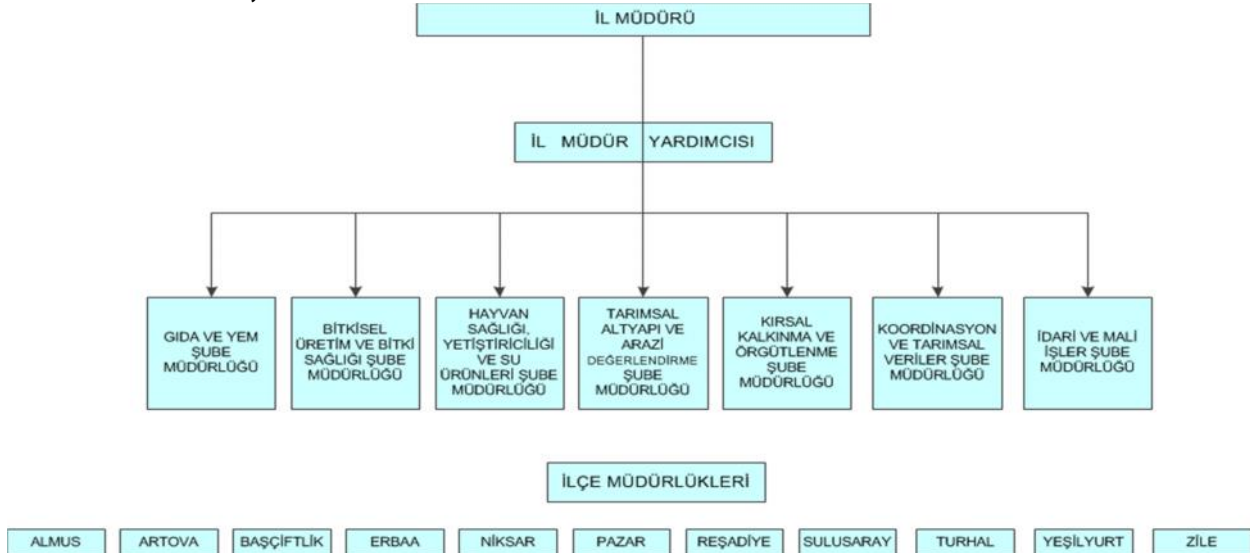 İL MÜDÜRÜ
İL MÜDÜR YARDIMCISI
GIDA VE YEM
ŞUBE
MÜDÜRLÜĞÜ
BİTKİSEL
ÜRETİM VE BİTKİ
SAĞLIĞI ŞUBE
MÜDÜRLÜĞÜ
HAYVAN
SAĞLIĞI,
YETİŞTİRİCİLİĞİ
VE SU
ÜRÜNLERİ ŞUBE
MÜDÜRLÜĞÜ
TARIMSAL
ALTYAPI VE
ARAZİ
DEĞERLENDİRME
ŞUBE
MÜDÜRLÜĞÜ
KIRSAL
KALKINMA VE
ÖRGÜTLENME
ŞUBE
MÜDÜRLÜĞÜ
KOORDİNASYON
VE TARIMSAL
VERİLER ŞUBE
MÜDÜRLÜĞÜ
İDARİ VE MALİ
İŞLER ŞUBE
MÜDÜRLÜĞÜ
İLÇE MÜDÜRLÜKLERİ
ALMUS
ARTOVA
BAŞÇİFTLİK
ERBAA
NİKSAR
PAZAR
REŞADİYE
SULUSARAY
TURHAL
YEŞİLYURT
ZİLE